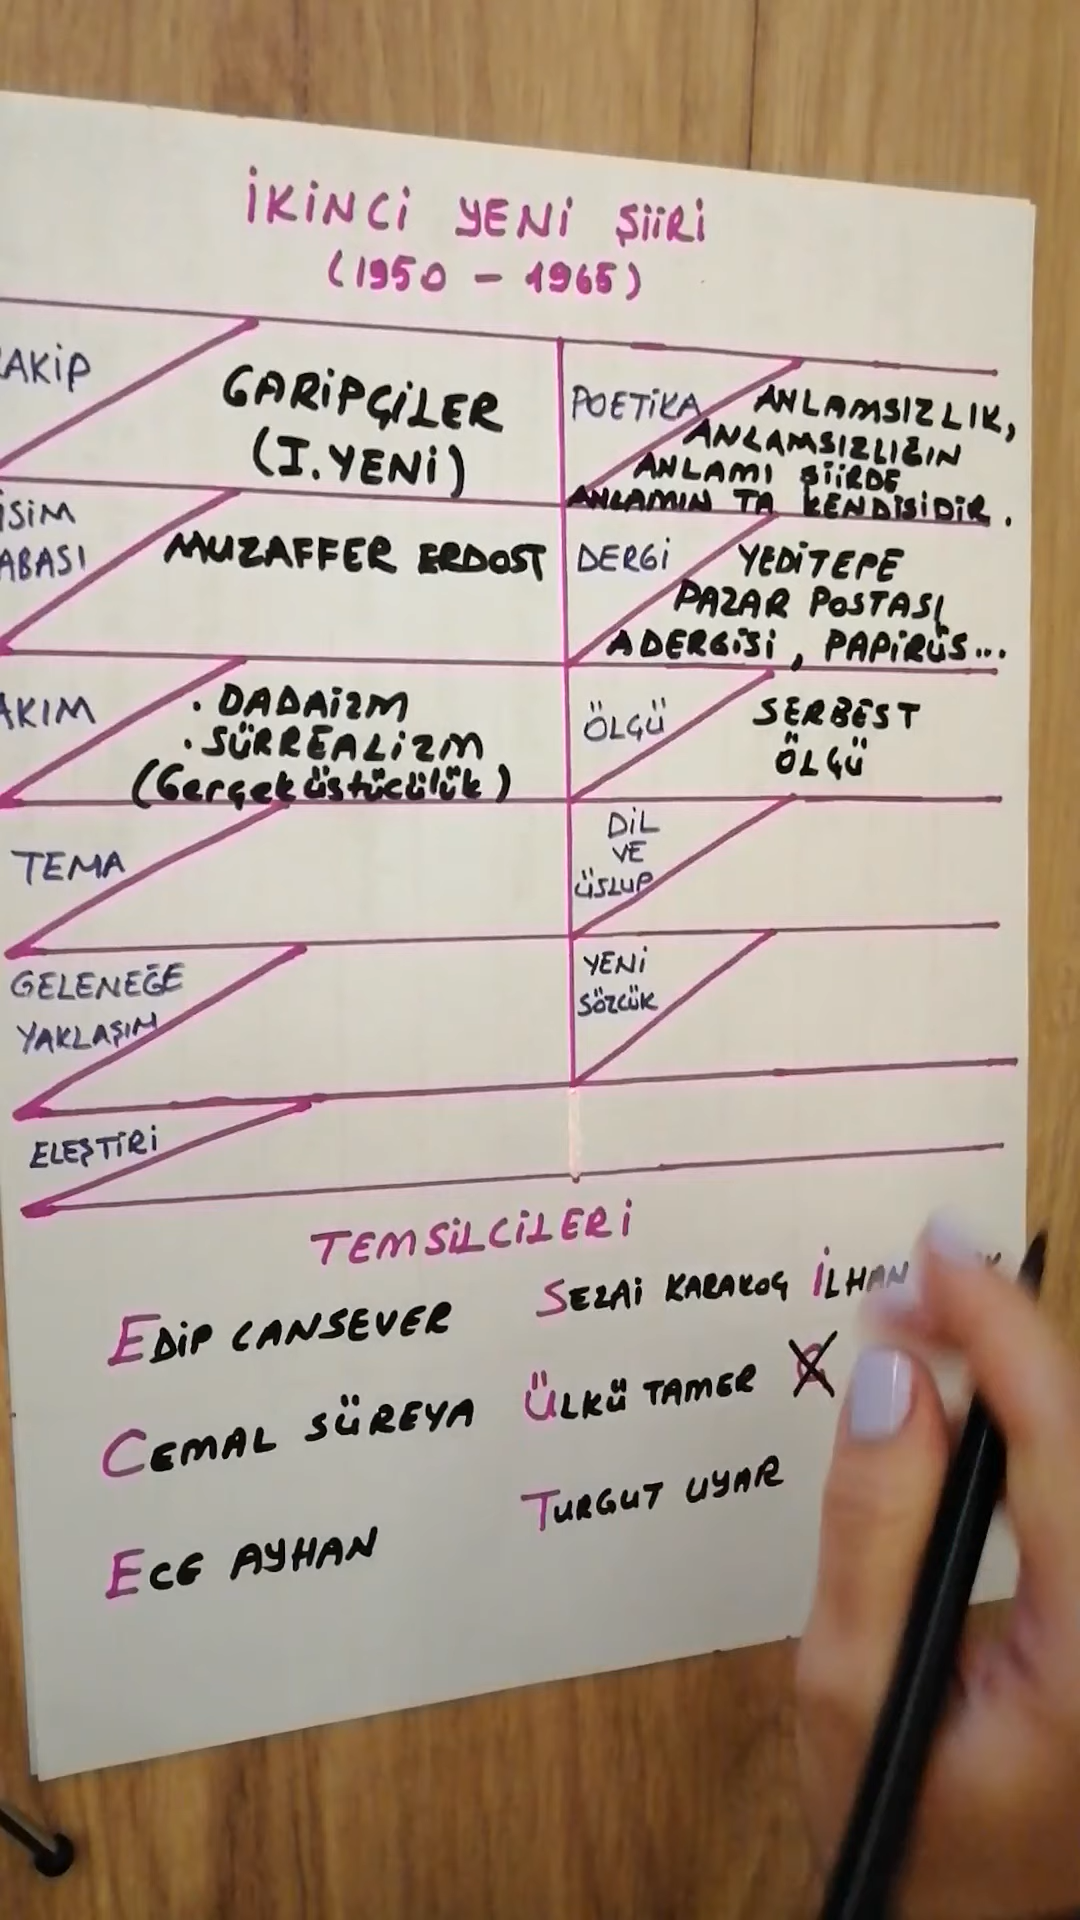 İKİNCİ YENİ ŞİİRİ
(1950 - 1965)
AKİP
GARİPÇİLER
(I. YENİ)
POETİKA
ANLAMSIZLIK,
ANLAMSIZLIĞIN
ANLAMI ŞİİRDE
ANLAMIN TA KENDİSİDİR.
İSİM
ABASI
MUZAFFER ERDOST
DERGİ
YEDİTEPE
PAZAR POSTASI,
A DERGİSİ, PAPİRÜS...
AKIM
. DADAİZM
. SÜRREALİZM
(Gerçeküstücülük)
ÖLÇÜ
SERBEST
ÖLÇÜ
TEMA
DİL
VE
ÜSLUP
GELENEĞE
YAKLAŞIM
YENİ
SÖZCÜK
ELEŞTİRİ
TEMSİLCİLERİ
EDİP CANSEVER
SEZAİ KARAKOÇ
İLHAN
CEMAL SÜREYA
ÜLKÜ TAMER
ECE AYHAN
TURGUT UYAR